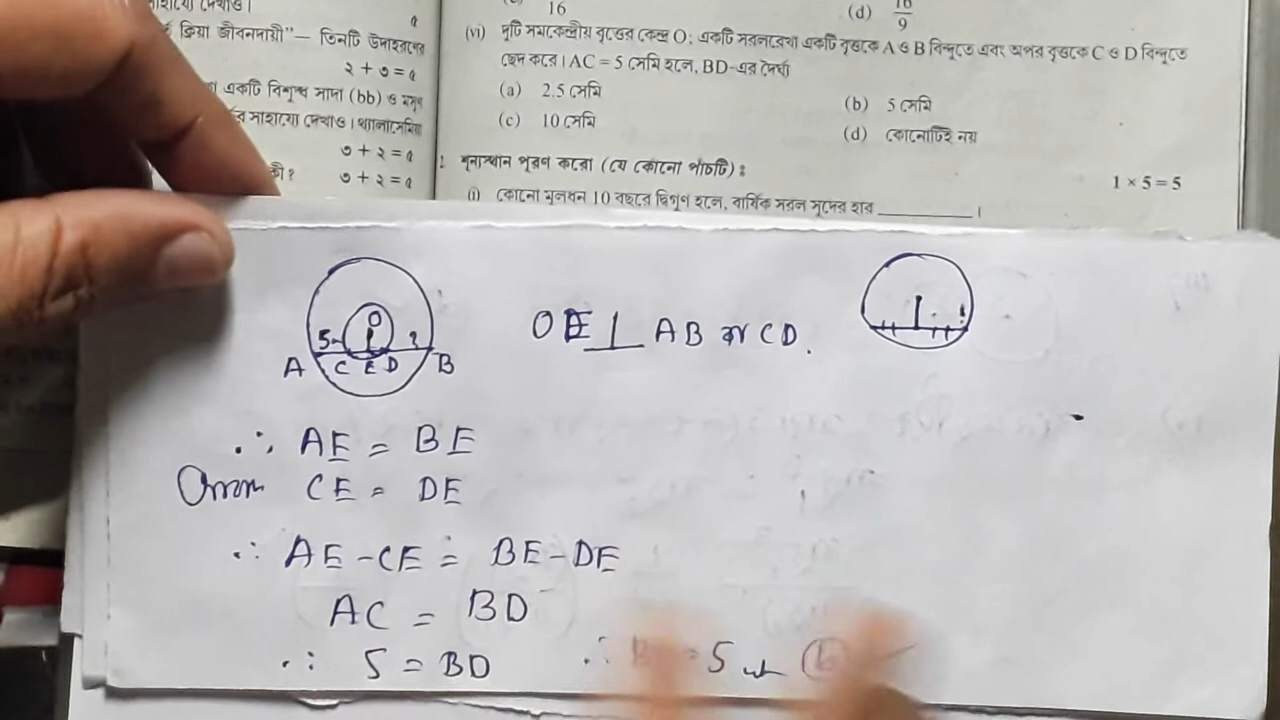 ক্রিয়া জীবনদায়ী"— তিনটি উদাহরণের
৫
২ + ৩ = ৫
একটি বিশুদ্ধ সাদা (bb) ও মসৃণ
সাহায্যে দেখাও। থ্যালাসেমিয়া
৩ + ২ = ৫
কী?
৩ + ২ = ৫
16
(d) 16/9
(vi) দুটি সমকেন্দ্রীয় বৃত্তের কেন্দ্র O; একটি সরলরেখা একটি বৃত্তকে A ও B বিন্দুতে এবং অপর বৃত্তকে C ও D বিন্দুতে
ছেদ করে। AC = 5 সেমি হলে, BD-এর দৈর্ঘ্য
(a) 2.5 সেমি
(b) 5 সেমি
(c) 10 সেমি
(d) কোনোটিই নয়
শূন্যস্থান পূরণ করো (যে কোনো পাঁচটি) :
1 × 5 = 5
(i) কোনো মূলধন 10 বছরে দ্বিগুণ হলে, বার্ষিক সরল সুদের হার __________ ।
O
5
?
A C E D B
OE ⊥ AB বা CD.
∴ AE = BE
CE = DE
∴ AE - CE = BE - DE
AC = BD
∴ 5 = BD